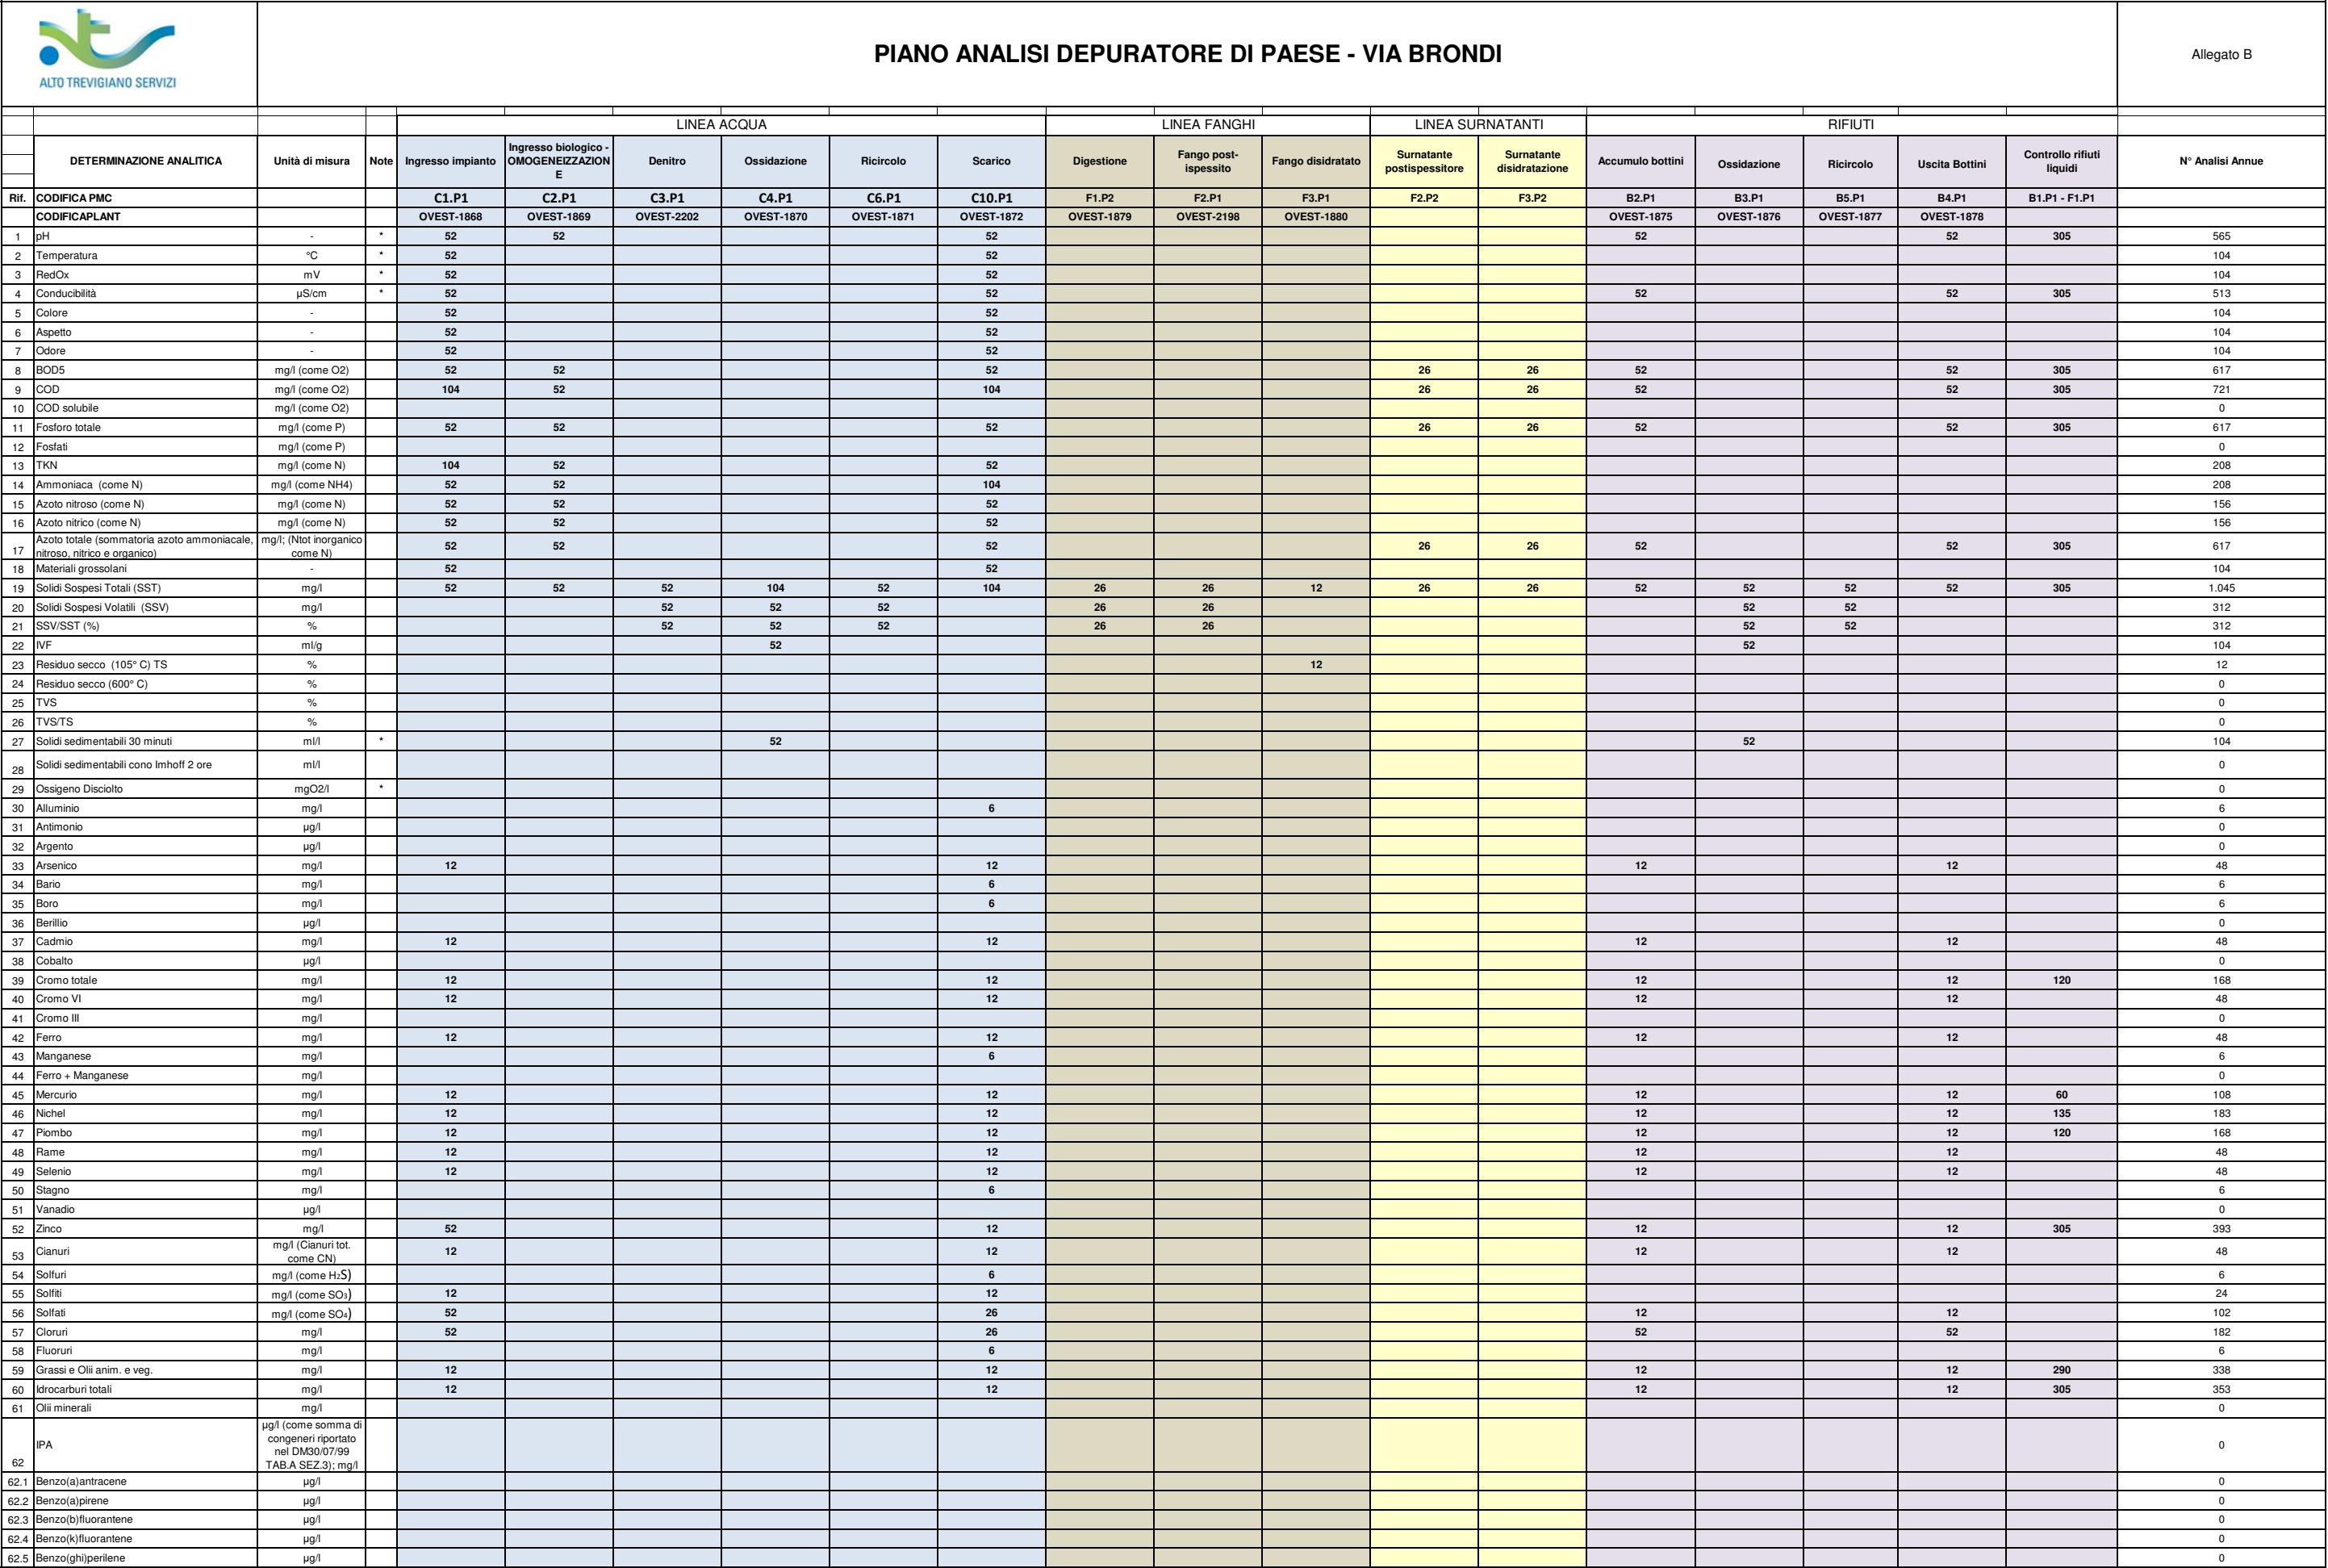 ALTO TREVIGIANO SERVIZI
PIANO ANALISI DEPURATORE DI PAESE - VIA BRONDI
Allegato B
LINEA ACQUA LINEA FANGHI LINEA SURNATANTI RIFIUTI
DETERMINAZIONE ANALITICA Unità di misura Note Ingresso impianto Ingresso biologico - OMOGENEIZZAZIONE Denitro Ossidazione Ricircolo Scarico Digestione Fango post-ispessito Fango disidratato Surnatante postispessitore Surnatante disidratazione Accumulo bottini Ossidazione Ricircolo Uscita Bottini Controllo rifiuti liquidi N° Analisi Annue
Rif. CODIFICA PMC C1.P1 C2.P1 C3.P1 C4.P1 C6.P1 C10.P1 F1.P2 F2.P1 F3.P1 F2.P2 F3.P2 B2.P1 B3.P1 B5.P1 B4.P1 B1.P1 - F1.P1
CODIFICAPLANT OVEST-1868 OVEST-1869 OVEST-2202 OVEST-1870 OVEST-1871 OVEST-1872 OVEST-1879 OVEST-2198 OVEST-1880 OVEST-1875 OVEST-1876 OVEST-1877 OVEST-1878
1 pH - * 52 52 52 52 52 305 565
2 Temperatura °C * 52 52 104
3 RedOx mV * 52 52 104
4 Conducibilità µS/cm * 52 52 52 52 305 513
5 Colore - 52 52 104
6 Aspetto - 52 52 104
7 Odore - 52 52 104
8 BOD5 mg/l (come O2) 52 52 52 26 26 52 52 305 617
9 COD mg/l (come O2) 104 52 104 26 26 52 52 305 721
10 COD solubile mg/l (come O2) 0
11 Fosforo totale mg/l (come P) 52 52 52 26 26 52 52 305 617
12 Fosfati mg/l (come P) 0
13 TKN mg/l (come N) 104 52 52 208
14 Ammoniaca (come N) mg/l (come NH4) 52 52 104 208
15 Azoto nitroso (come N) mg/l (come N) 52 52 52 156
16 Azoto nitrico (come N) mg/l (come N) 52 52 52 156
17 Azoto totale (sommatoria azoto ammoniacale, nitroso, nitrico e organico) mg/l; (Ntot inorganico come N) 52 52 52 26 26 52 52 305 617
18 Materiali grossolani - 52 52 104
19 Solidi Sospesi Totali (SST) mg/l 52 52 52 104 52 104 26 26 12 26 26 52 52 52 52 305 1.045
20 Solidi Sospesi Volatili (SSV) mg/l 52 52 52 26 26 52 52 312
21 SSV/SST (%) % 52 52 52 26 26 52 52 312
22 IVF ml/g 52 52 104
23 Residuo secco (105° C) TS % 12 12
24 Residuo secco (600° C) % 0
25 TVS % 0
26 TVS/TS % 0
27 Solidi sedimentabili 30 minuti ml/l * 52 52 104
28 Solidi sedimentabili cono Imhoff 2 ore ml/l 0
29 Ossigeno Disciolto mgO2/l * 0
30 Alluminio mg/l 6 6
31 Antimonio µg/l 0
32 Argento µg/l 0
33 Arsenico mg/l 12 12 12 12 48
34 Bario mg/l 6 6
35 Boro mg/l 6 6
36 Berillio µg/l 0
37 Cadmio mg/l 12 12 12 12 48
38 Cobalto µg/l 0
39 Cromo totale mg/l 12 12 12 12 120 168
40 Cromo VI mg/l 12 12 12 12 48
41 Cromo III mg/l 0
42 Ferro mg/l 12 12 12 12 48
43 Manganese mg/l 6 6
44 Ferro + Manganese mg/l 0
45 Mercurio mg/l 12 12 12 12 60 108
46 Nichel mg/l 12 12 12 12 135 183
47 Piombo mg/l 12 12 12 12 120 168
48 Rame mg/l 12 12 12 12 48
49 Selenio mg/l 12 12 12 12 48
50 Stagno mg/l 6 6
51 Vanadio µg/l 0
52 Zinco mg/l 52 12 12 12 305 393
53 Cianuri mg/l (Cianuri tot. come CN) 12 12 12 12 48
54 Solfuri mg/l (come H₂S) 6 6
55 Solfiti mg/l (come SO₃) 12 12 24
56 Solfati mg/l (come SO₄) 52 26 12 12 102
57 Cloruri mg/l 52 26 52 52 182
58 Fluoruri mg/l 6 6
59 Grassi e Olii anim. e veg. mg/l 12 12 12 12 290 338
60 Idrocarburi totali mg/l 12 12 12 12 305 353
61 Olii minerali mg/l 0
62 IPA µg/l (come somma di congeneri riportato nel DM30/07/99 TAB.A SEZ.3); mg/l 0
62.1 Benzo(a)antracene µg/l 0
62.2 Benzo(a)pirene µg/l 0
62.3 Benzo(b)fluorantene µg/l 0
62.4 Benzo(k)fluorantene µg/l 0
62.5 Benzo(ghi)perilene µg/l 0